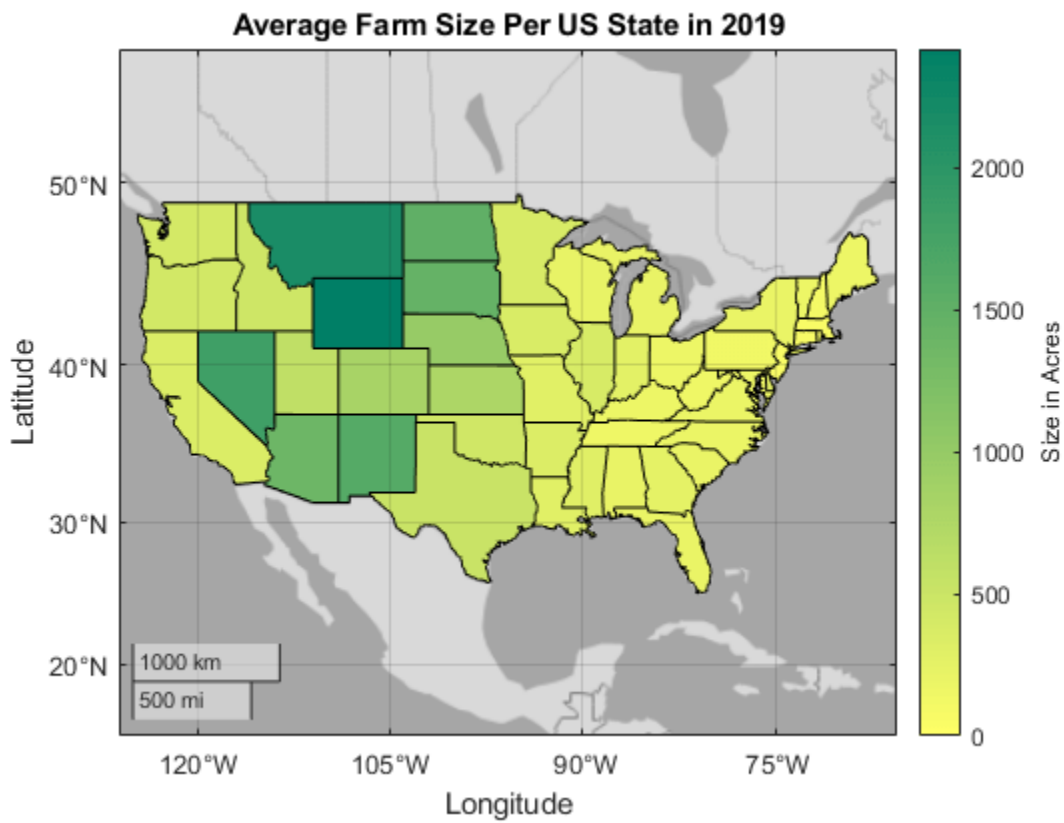 Average Farm Size Per US State in 2019
50°N
40°N
30°N
20°N
Latitude
1000 km
500 mi
120°W
105°W
90°W
75°W
Longitude
2000
1500
1000
500
0
Size in Acres